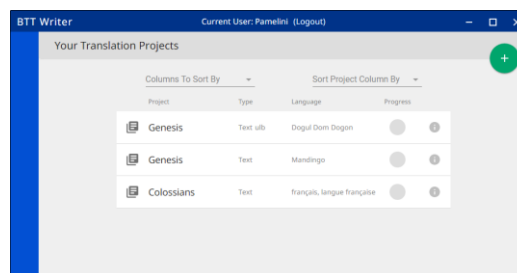 BTT Writer Current User: Pamelini (Logout)
Your Translation Projects
Columns To Sort By Sort Project Column By
Project Type Language Progress
Genesis Text ulb Dogul Dom Dogon
Genesis Text Mandingo
Colossians Text français, langue française